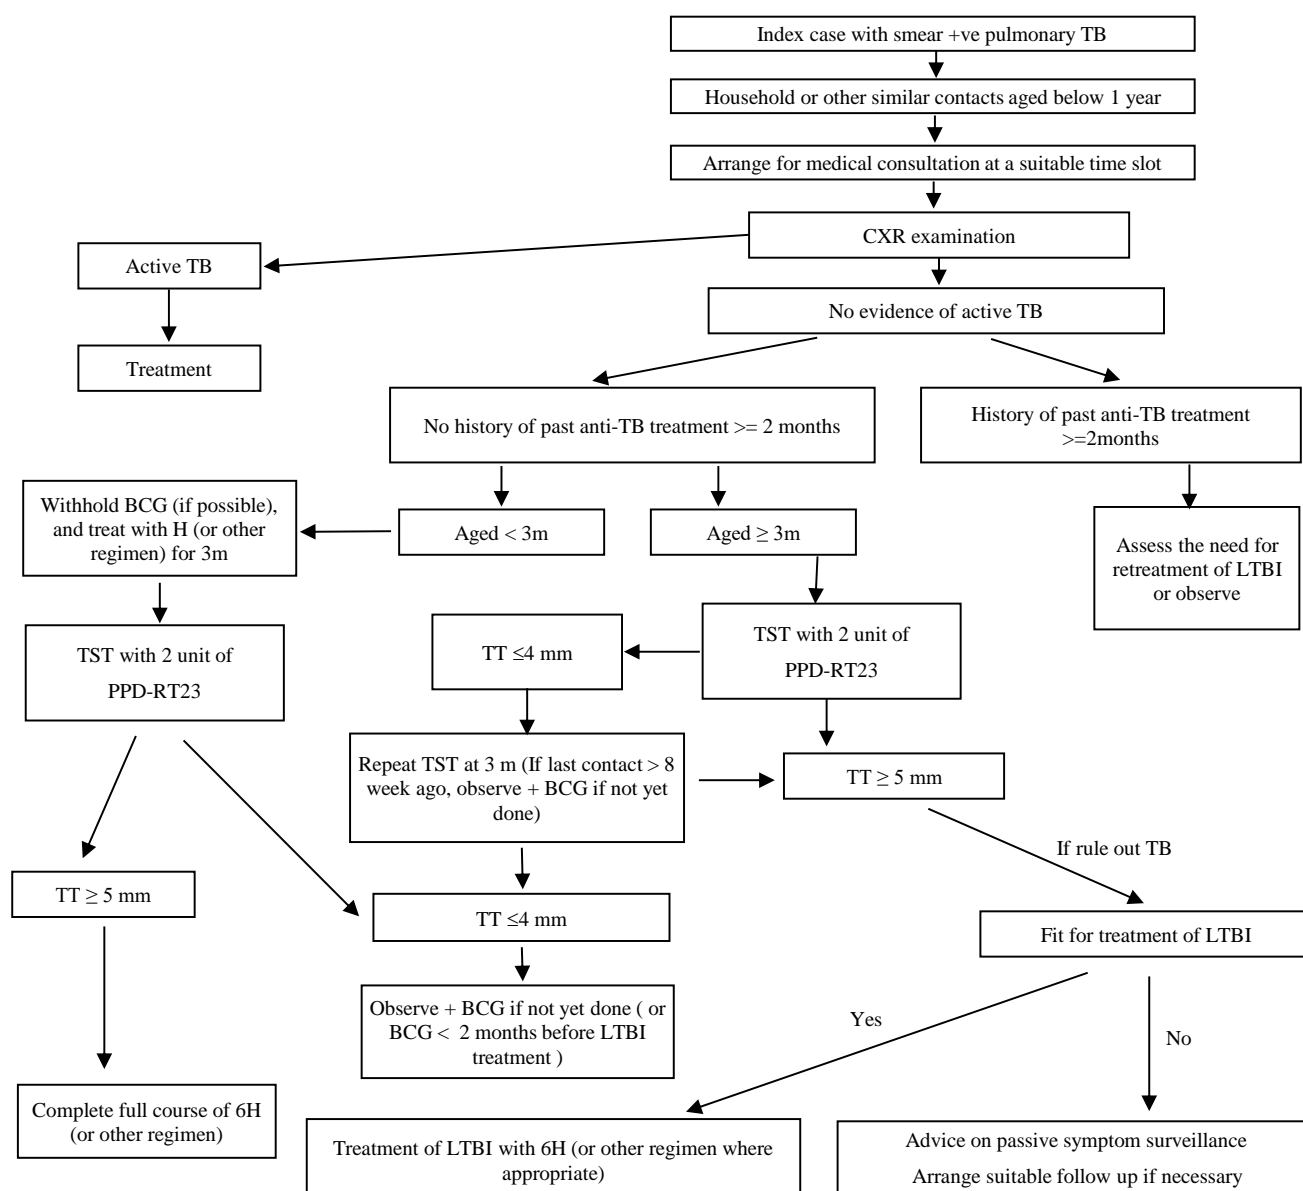 Index case with smear +ve pulmonary TB
Household or other similar contacts aged below 1 year
Arrange for medical consultation at a suitable time slot
CXR examination
Active TB
No evidence of active TB
Treatment
No history of past anti-TB treatment >= 2 months
History of past anti-TB treatment
>=2months
Withhold BCG (if possible),
and treat with H (or other
regimen) for 3m
Aged < 3m
Aged ≥ 3m
Assess the need for
retreatment of LTBI
or observe
TST with 2 unit of
PPD-RT23
TT ≤4 mm
TST with 2 unit of
PPD-RT23
Repeat TST at 3 m (If last contact > 8
week ago, observe + BCG if not yet
done)
TT ≥ 5 mm
If rule out TB
TT ≥ 5 mm
TT ≤4 mm
Fit for treatment of LTBI
Observe + BCG if not yet done ( or
BCG < 2 months before LTBI
treatment )
Yes
No
Complete full course of 6H
(or other regimen)
Treatment of LTBI with 6H (or other regimen where
appropriate)
Advice on passive symptom surveillance
Arrange suitable follow up if necessary